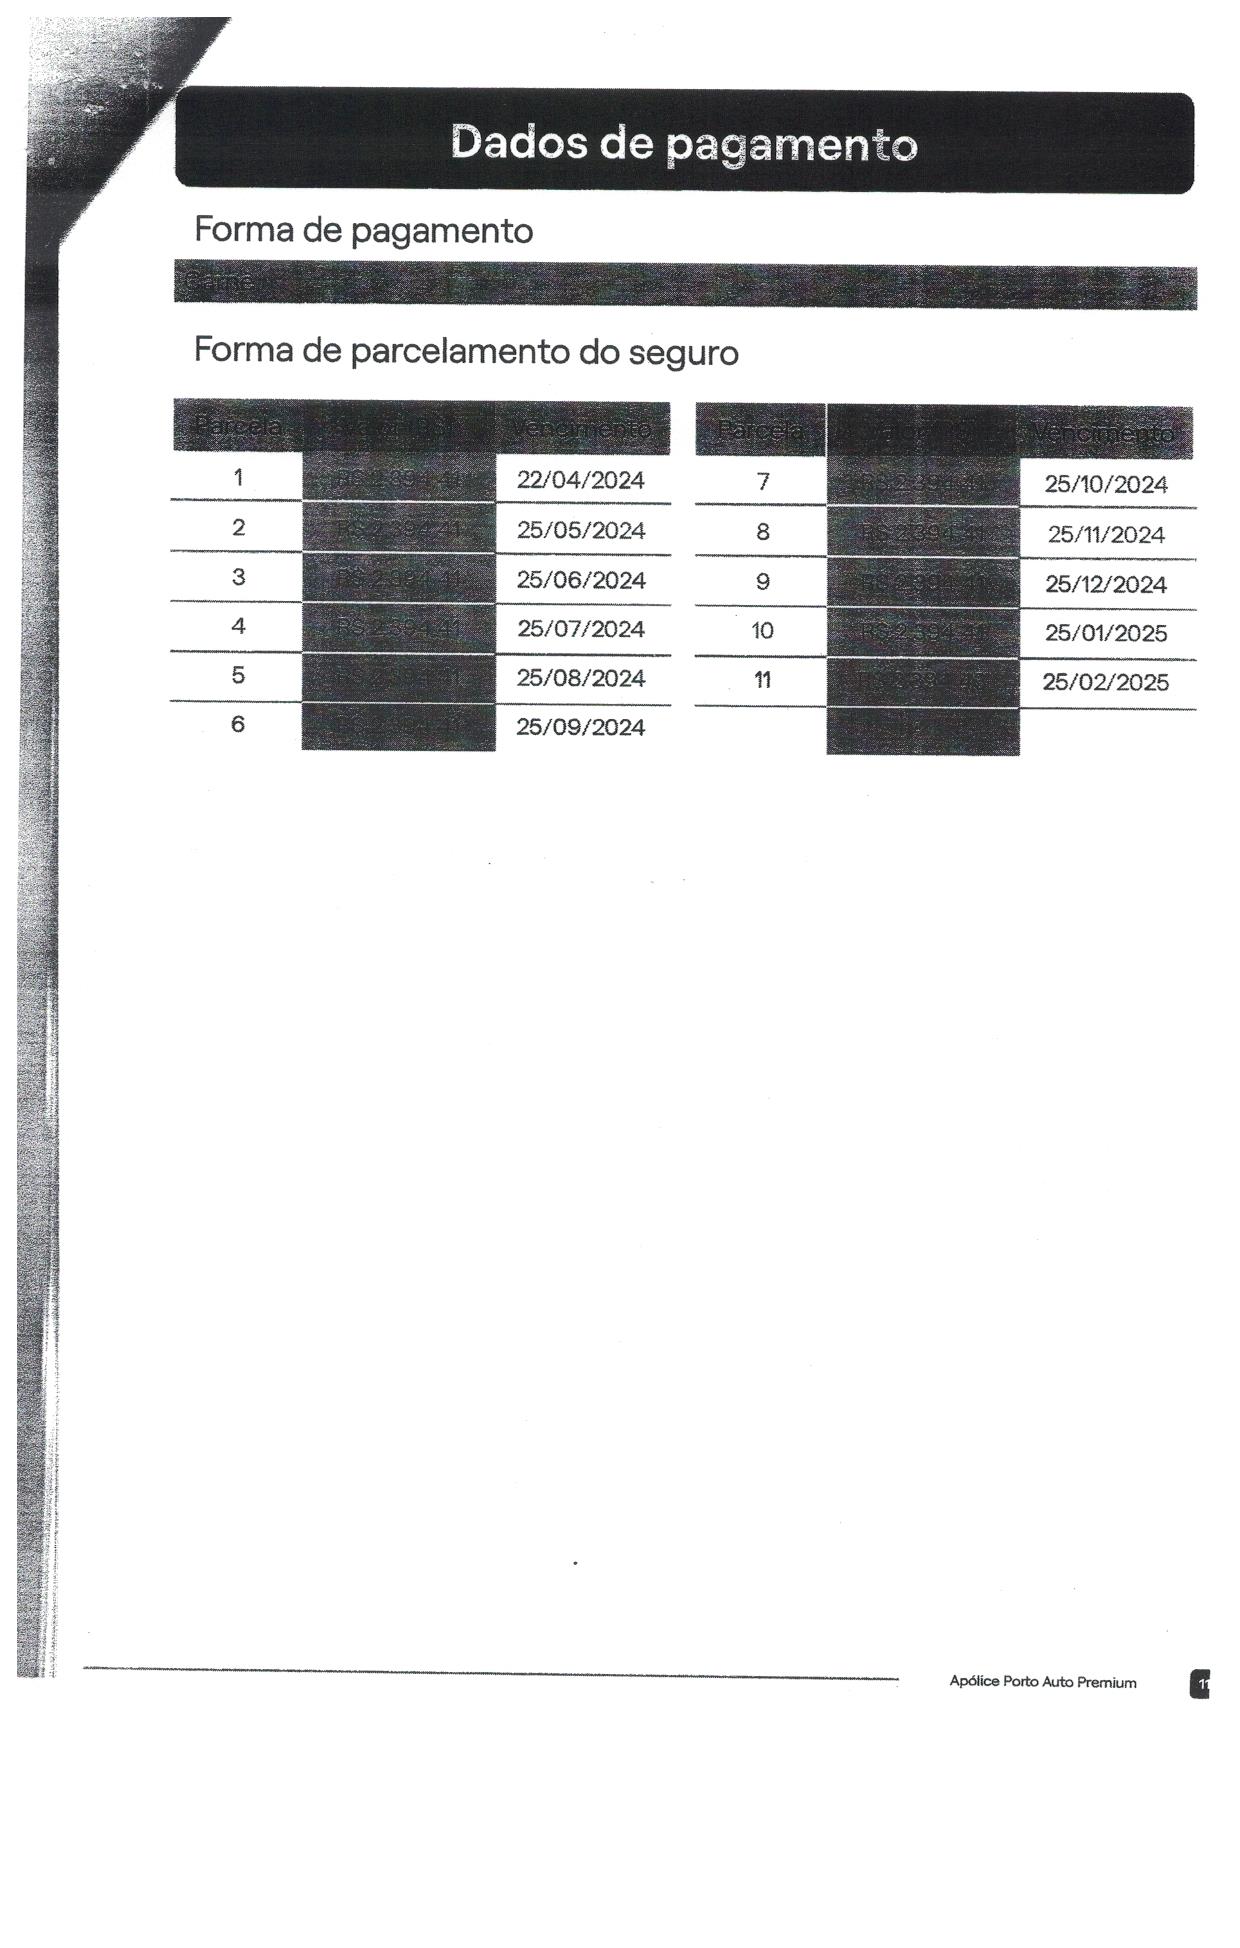 Dados de pagamento
Forma de pagamento
Carnê
Forma de parcelamento do seguro
Parcela Valor (R$) Vencimento Parcela Vencimento
1 R$ 2.394,41 22/04/2024 7 R$ 2.394,41 25/10/2024
2 R$ 2.394,41 25/05/2024 8 R$ 2.394,41 25/11/2024
3 R$ 2.394,41 25/06/2024 9 R$ 2.394,41 25/12/2024
4 R$ 2.394,41 25/07/2024 10 R$ 2.394,41 25/01/2025
5 R$ 2.394,41 25/08/2024 11 25/02/2025
6 R$ 2.394,41 25/09/2024
Apólice Porto Auto Premium 11